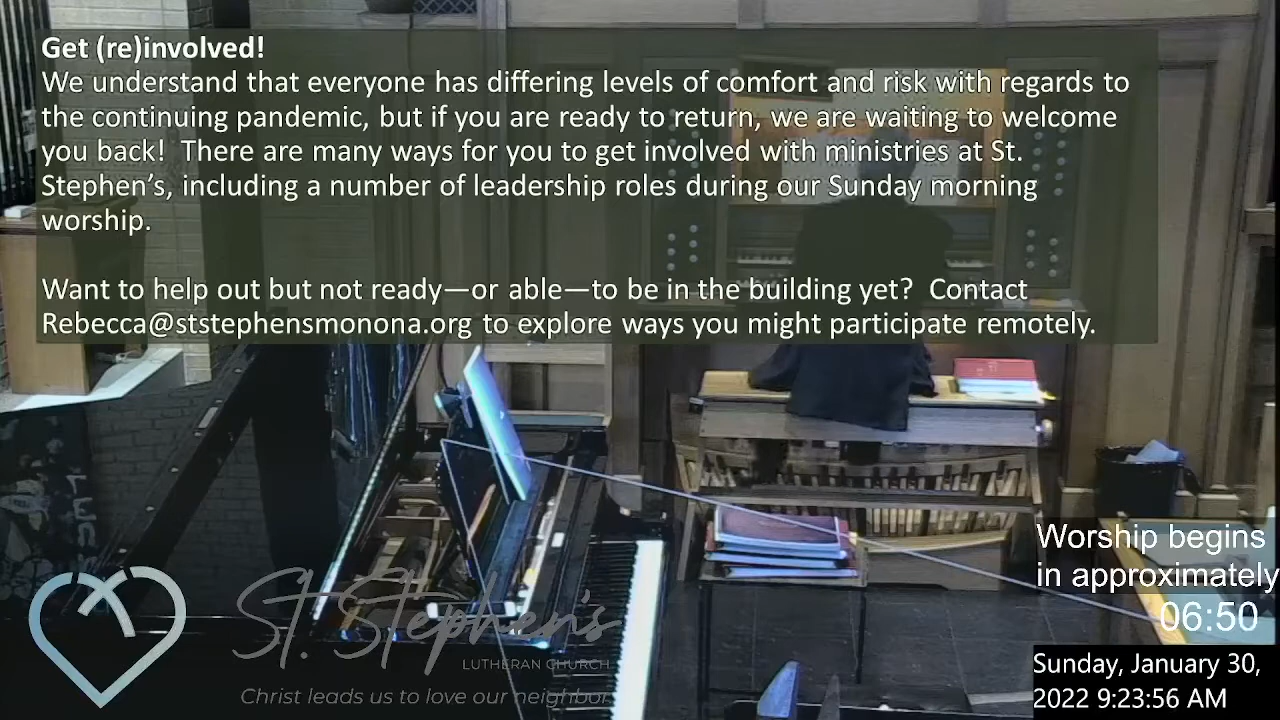 Get (re)involved!
We understand that everyone has differing levels of comfort and risk with regards to
the continuing pandemic, but if you are ready to return, we are waiting to welcome
you back!  There are many ways for you to get involved with ministries at St.
Stephen’s, including a number of leadership roles during our Sunday morning
worship.
Want to help out but not ready—or able—to be in the building yet?  Contact
Rebecca@ststephensmonona.org to explore ways you might participate remotely.
Worship begins
in approximately
06:50
St. Stephen's
LUTHERAN CHURCH
Christ leads us to love our neighbor
Sunday, January 30,
2022 9:23:56 AM